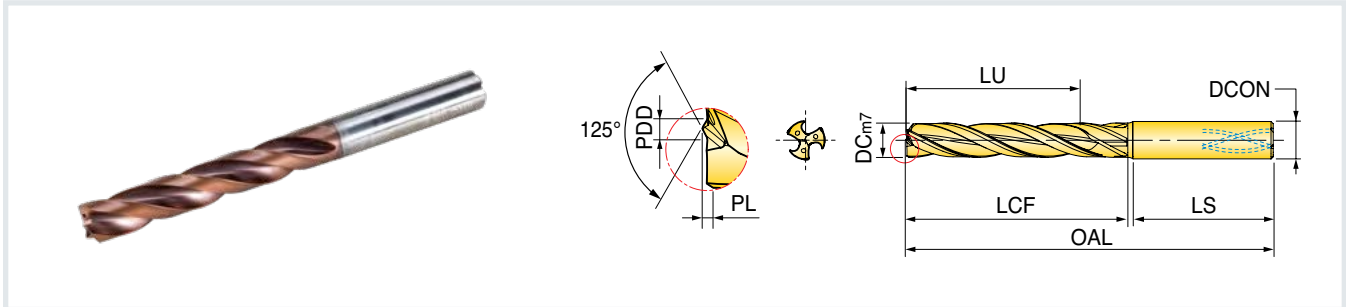 125°
PDD
PL
LU
DCON
DCm7
LCF
LS
OAL